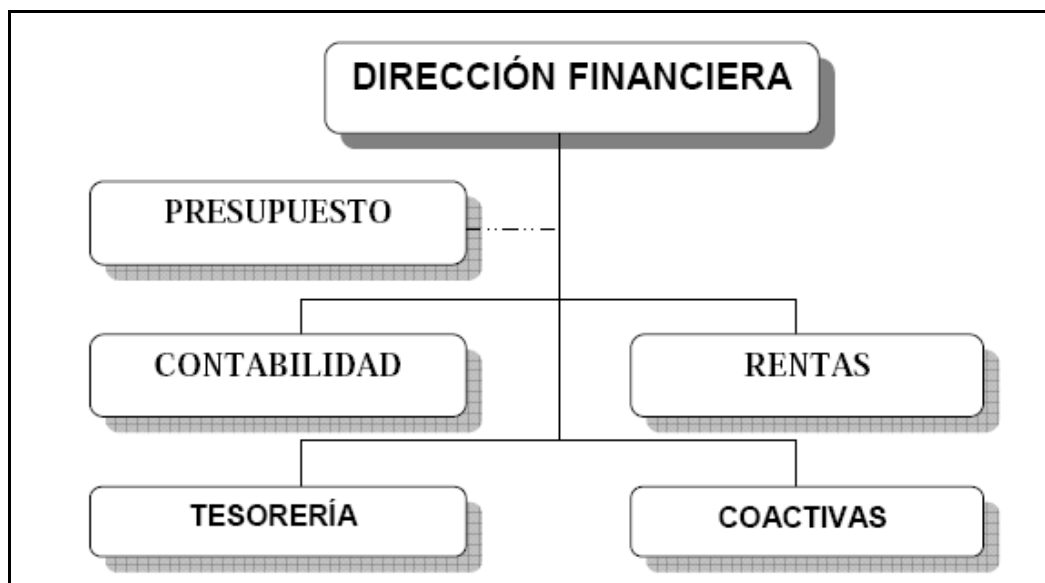 DIRECCIÓN FINANCIERA
PRESUPUESTO
CONTABILIDAD
RENTAS
TESORERÍA
COACTIVAS